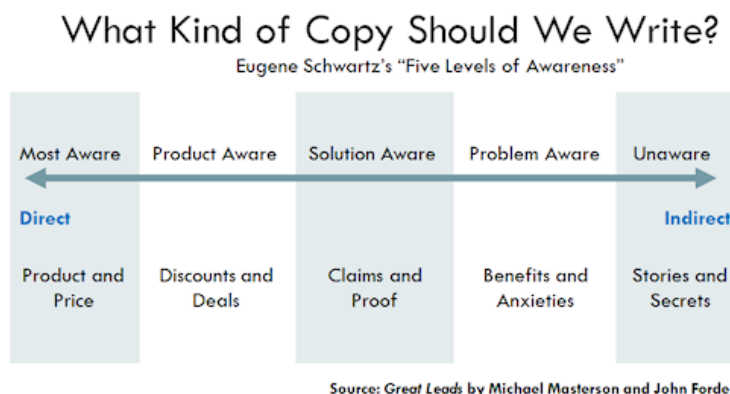 What Kind of Copy Should We Write?
Eugene Schwartz's “Five Levels of Awareness”
Most Aware Product Aware Solution Aware Problem Aware Unaware
Direct Indirect
Product and Discounts and Claims and Benefits and Stories and
Price Deals Proof Anxieties Secrets
Source: Great Leads by Michael Masterson and John Forde